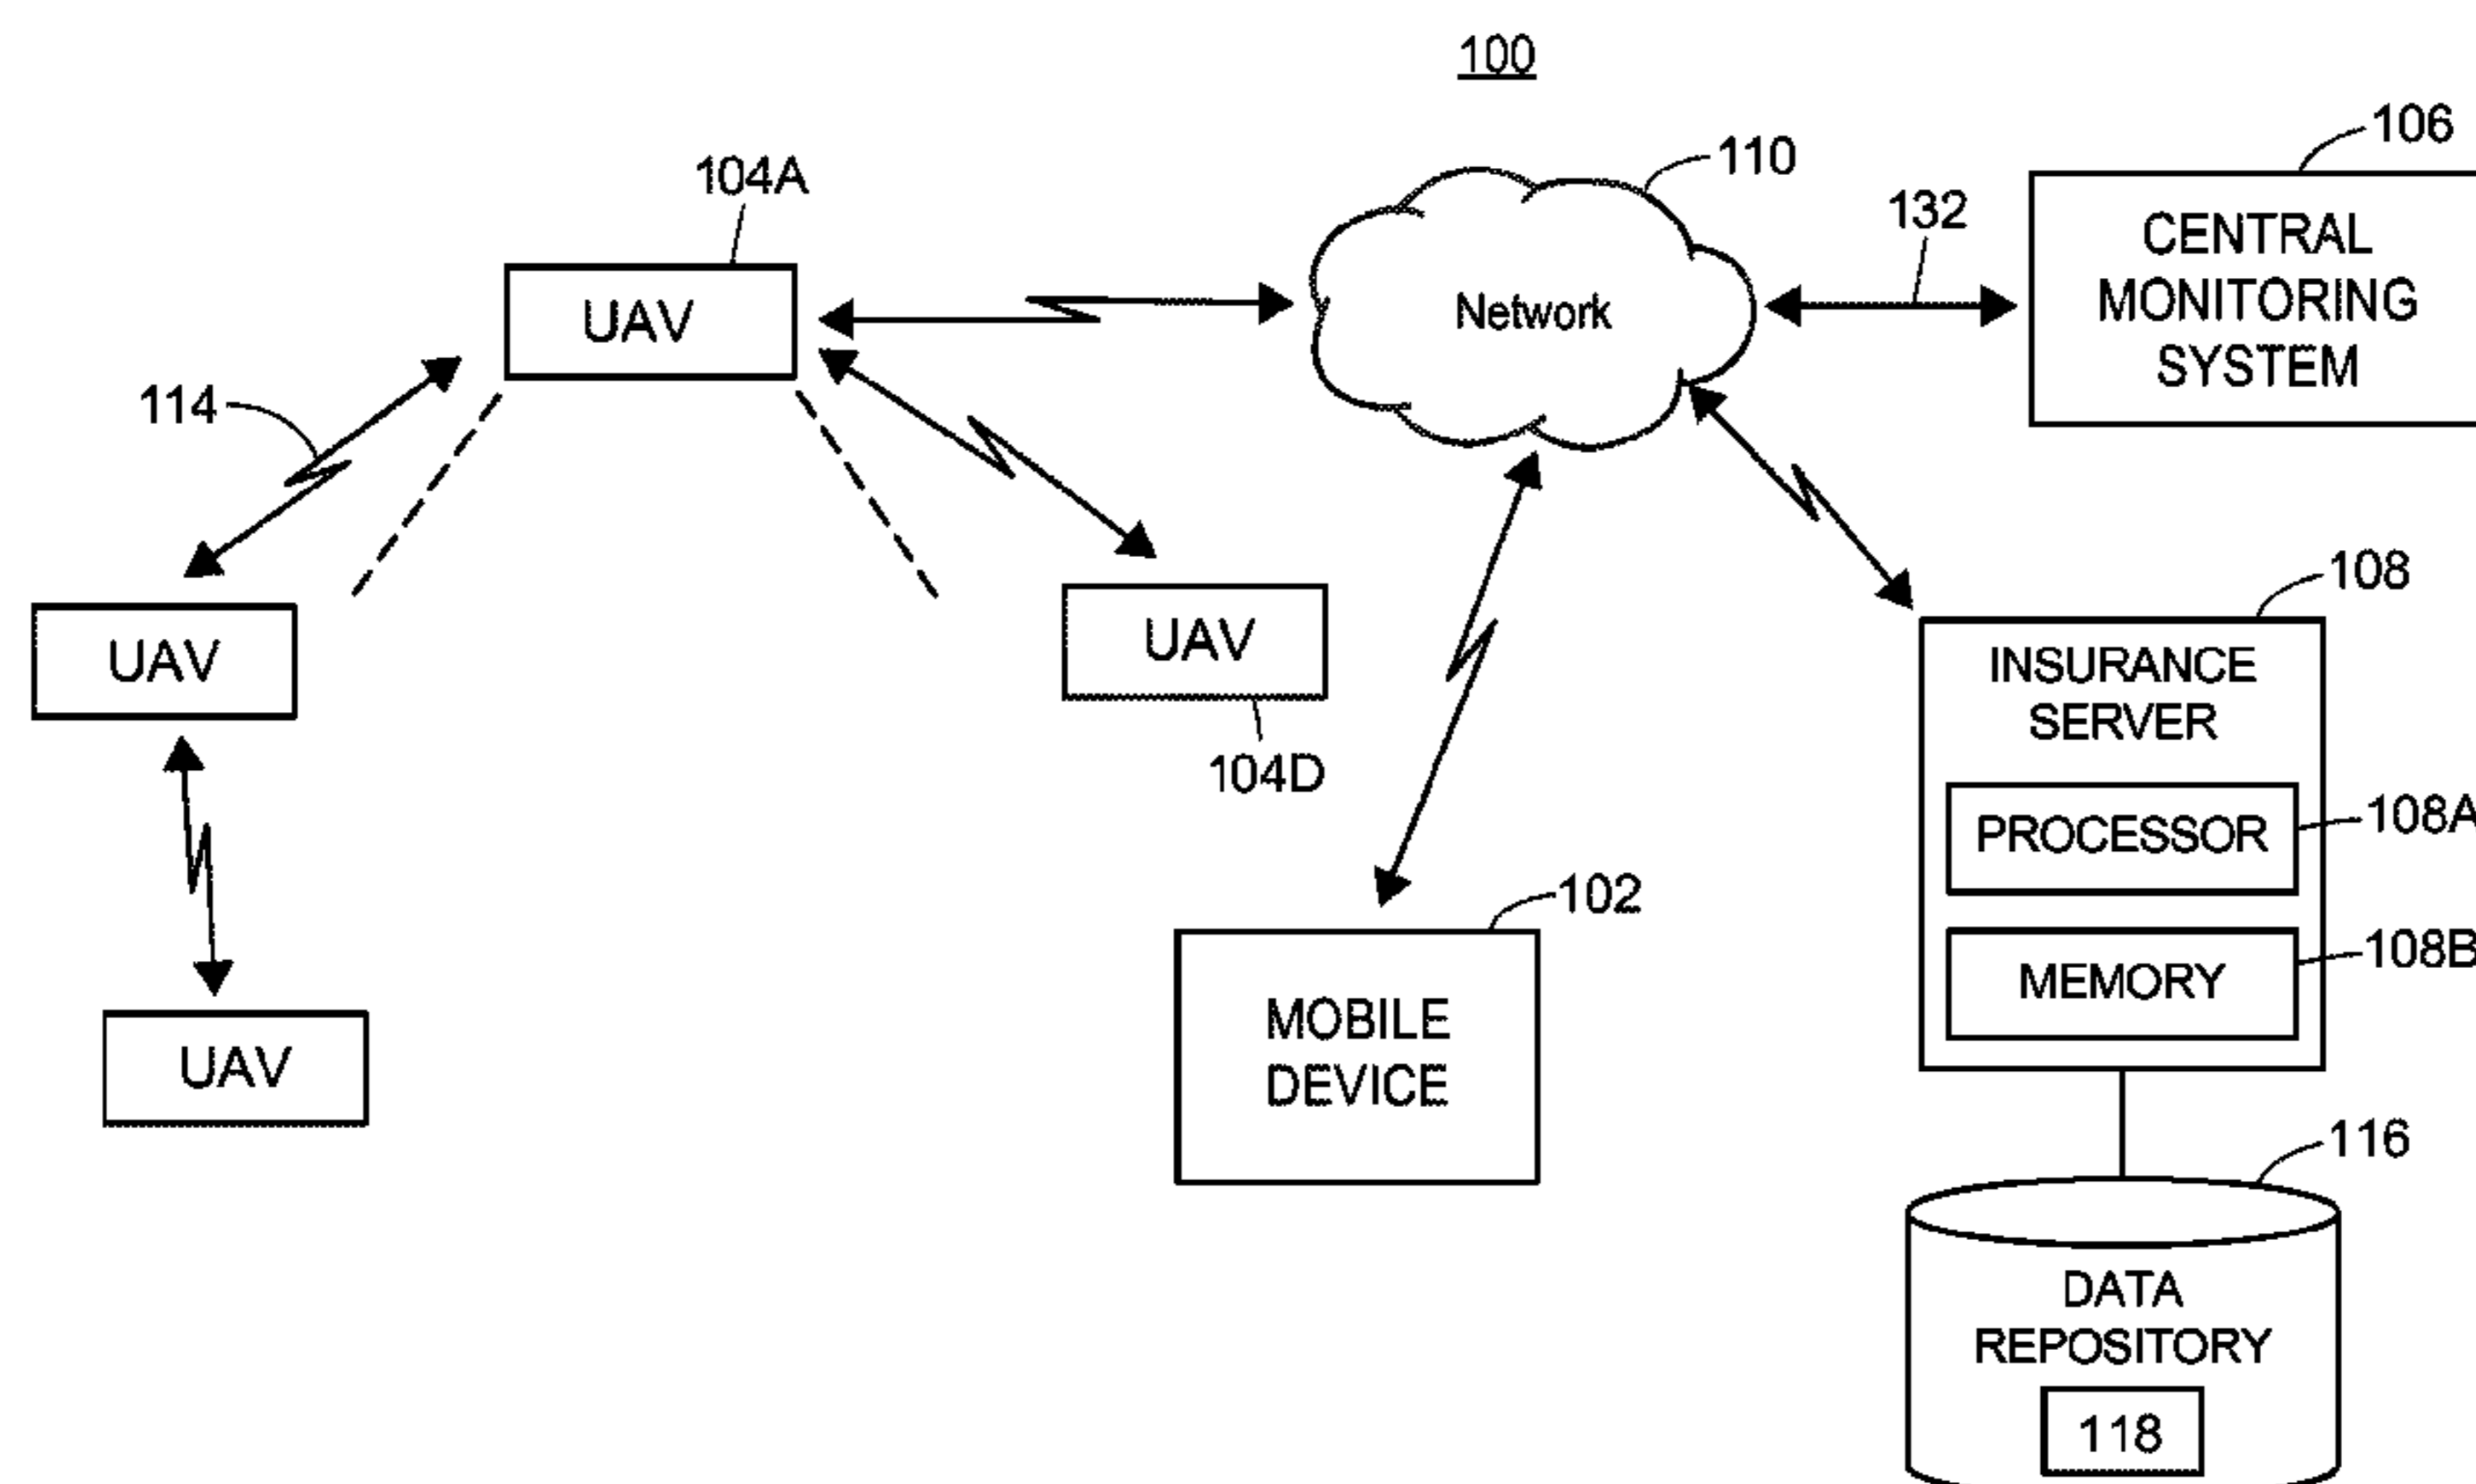 100
106
110
104A
132
CENTRAL
MONITORING
SYSTEM
UAV
Network
114
108
UAV
UAV
INSURANCE
SERVER
104D
PROCESSOR
108A
102
MEMORY
108B
MOBILE
DEVICE
UAV
116
DATA
REPOSITORY
118